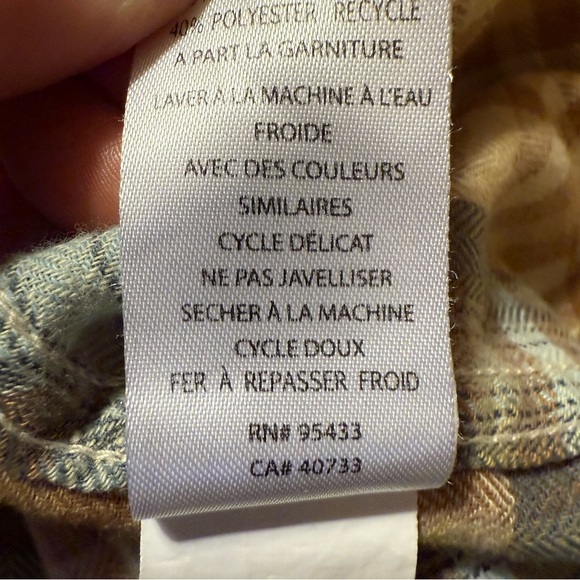 40% POLYESTER RECYCLE
A PART LA GARNITURE
LAVER A LA MACHINE À L'EAU
FROIDE
AVEC DES COULEURS
SIMILAIRES
CYCLE DÉLICAT
NE PAS JAVELLISER
SECHER À LA MACHINE
CYCLE DOUX
FER À REPASSER FROID
RN# 95433
CA# 40733